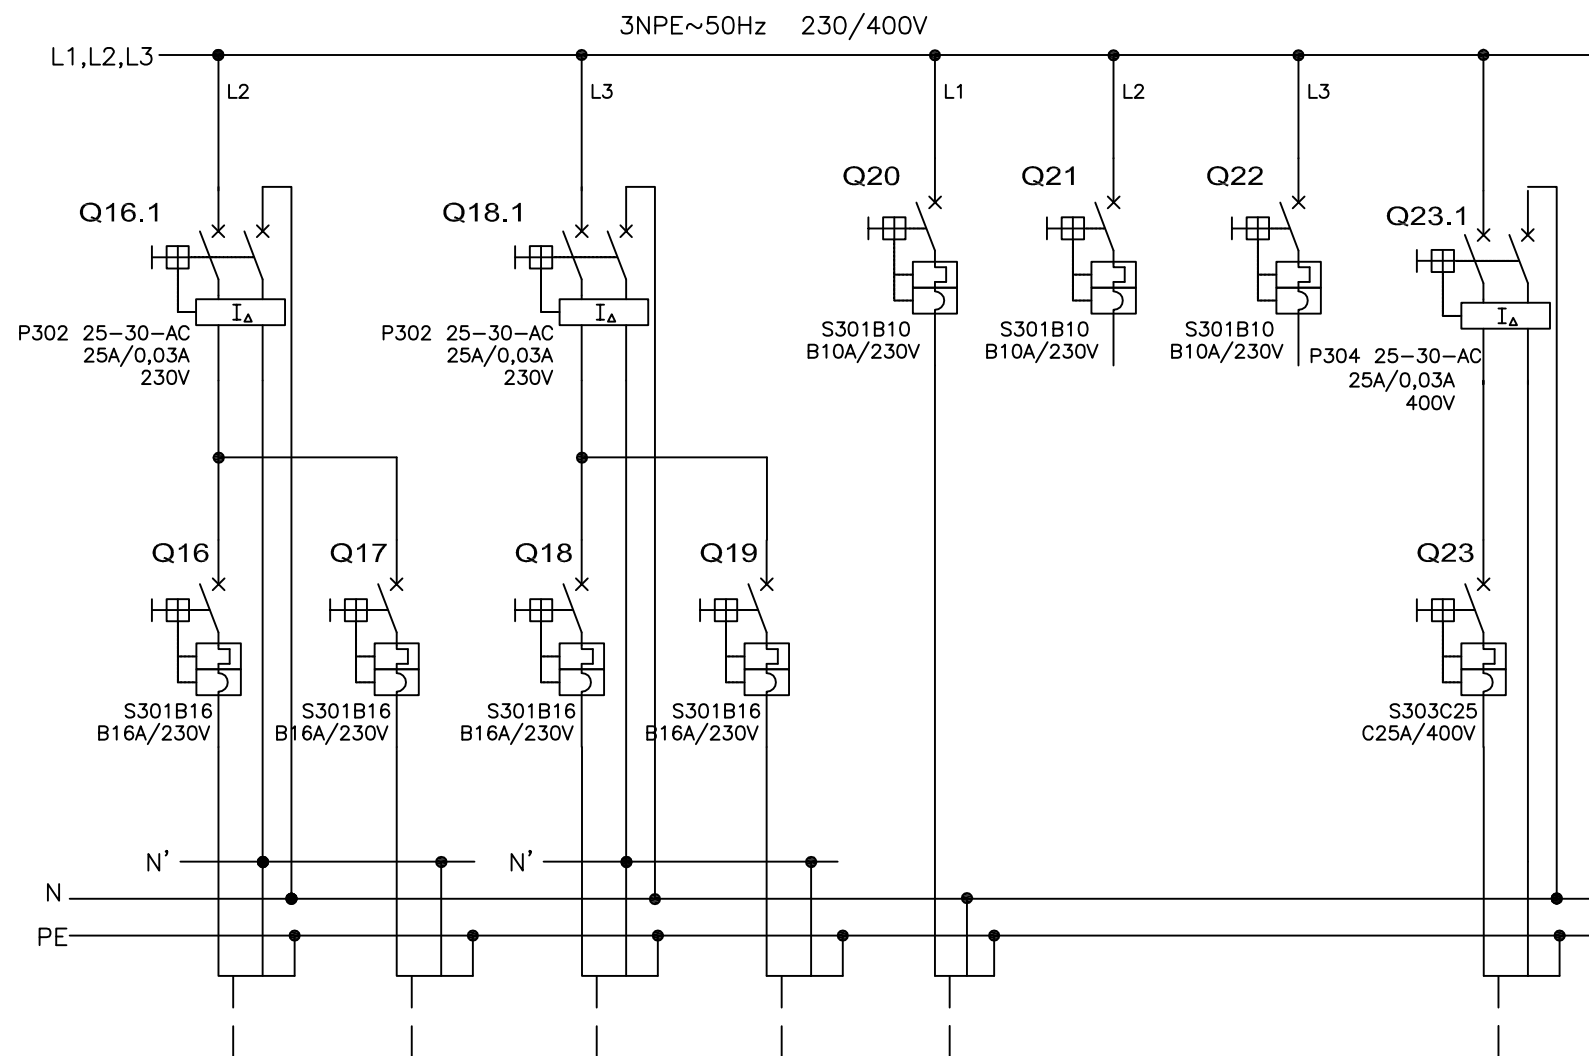 3NPE~50Hz 230/400V
L1,L2,L3
L2
L3
L1
L2
L3
Q20
Q21
Q22
Q16.1
Q18.1
Q23.1
I∆
I∆
I∆
P302 25-30-AC
25A/0,03A
230V
P302 25-30-AC
25A/0,03A
230V
S301B10
B10A/230V
S301B10
B10A/230V
S301B10
B10A/230V
P304 25-30-AC
25A/0,03A
400V
Q16
Q17
Q18
Q19
Q23
S301B16
B16A/230V
S301B16
B16A/230V
S301B16
B16A/230V
S301B16
B16A/230V
S303C25
C25A/400V
N'
N'
N
PE